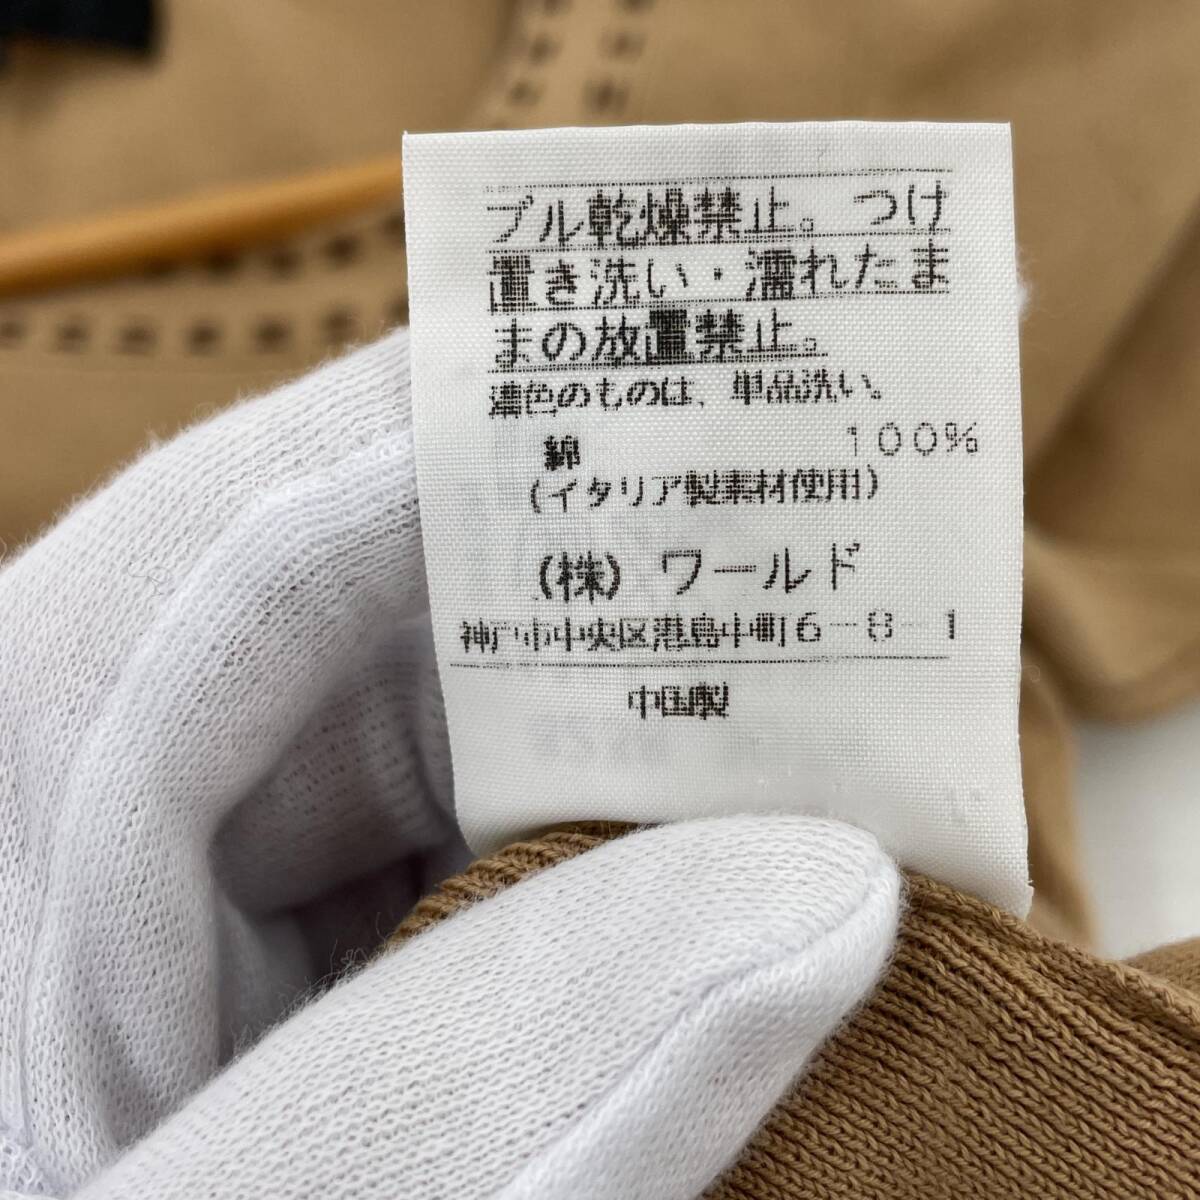 ブル乾燥禁止。つけ
置き洗い・濡れたま
まの放置禁止。
濃色のものは、単品洗い。
綿 100%
(イタリア製素材使用)
(株) ワールド
神戸市中央区港島中町6-8-1
中国製